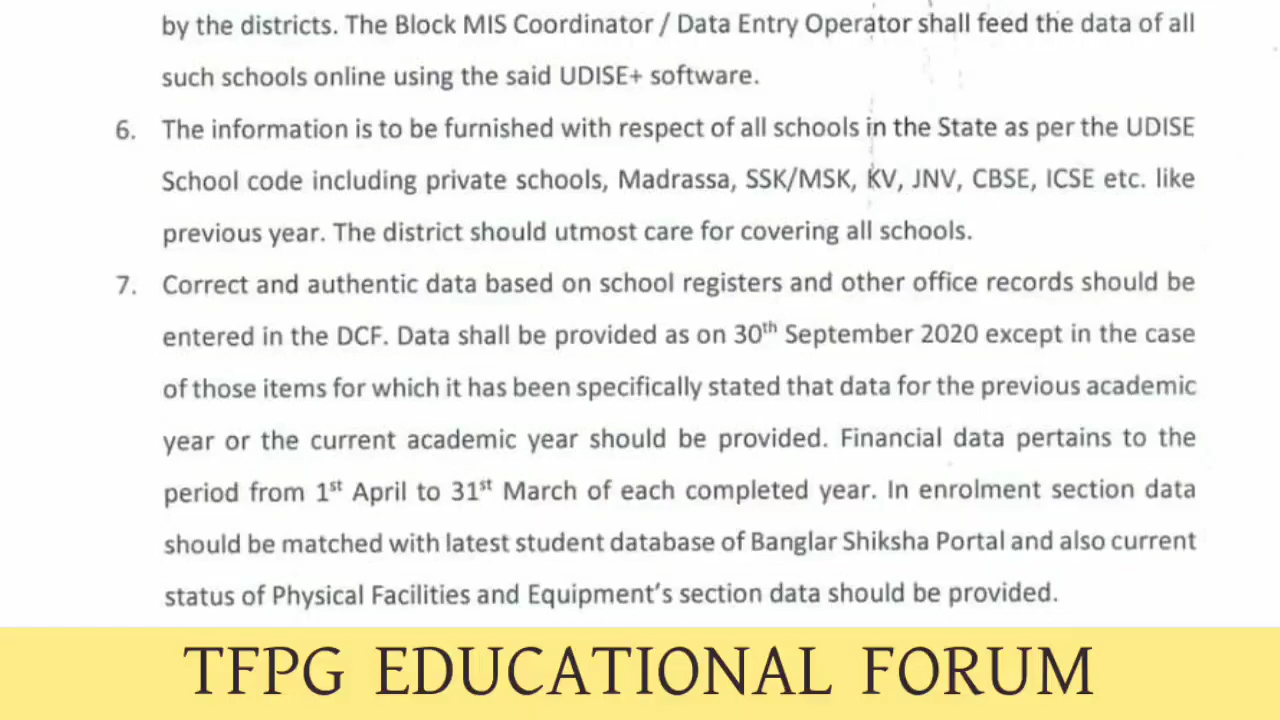 by the districts. The Block MIS Coordinator / Data Entry Operator shall feed the data of all
such schools online using the said UDISE+ software.
6. The information is to be furnished with respect of all schools in the State as per the UDISE
School code including private schools, Madrassa, SSK/MSK, KV, JNV, CBSE, ICSE etc. like
previous year. The district should utmost care for covering all schools.
7. Correct and authentic data based on school registers and other office records should be
entered in the DCF. Data shall be provided as on 30th September 2020 except in the case
of those items for which it has been specifically stated that data for the previous academic
year or the current academic year should be provided. Financial data pertains to the
period from 1st April to 31st March of each completed year. In enrolment section data
should be matched with latest student database of Banglar Shiksha Portal and also current
status of Physical Facilities and Equipment's section data should be provided.
TFPG EDUCATIONAL FORUM